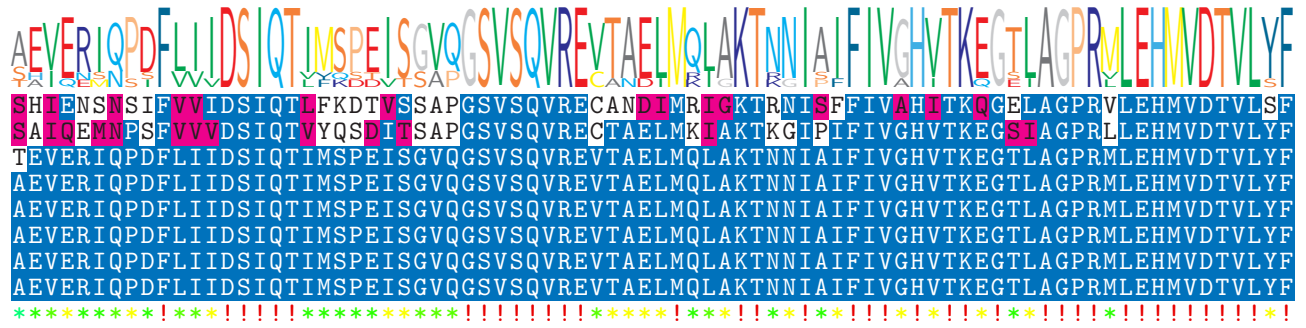 AEVERIQPDFLIIDSIQTIMSPEISGVQGSVSQVREVTAELMQLAKTNNIAIFIVGHVTKEGTLAGPRMLEHMVDTVLYF
SHIENSNSIFVVIDSIQTLFKDTVSSAPGSVSQVRECANDIMRIGKTRNISFFIVAHITKQGELAGPRVLEHMVDTVLSF
SAIQEMNPSFVVVDSIQTVYQSDITSAPGSVSQVRECTAELMKIAKTKGIPIFIVGHVTKEGSIAGPRLLEHMVDTVLYF
TEVERIQPDFLIIDSIQTIMSPEISGVQGSVSQVREVTAELMQLAKTNNIAIFIVGHVTKEGTLAGPRMLEHMVDTVLYF
AEVERIQPDFLIIDSIQTIMSPEISGVQGSVSQVREVTAELMQLAKTNNIAIFIVGHVTKEGTLAGPRMLEHMVDTVLYF
AEVERIQPDFLIIDSIQTIMSPEISGVQGSVSQVREVTAELMQLAKTNNIAIFIVGHVTKEGTLAGPRMLEHMVDTVLYF
AEVERIQPDFLIIDSIQTIMSPEISGVQGSVSQVREVTAELMQLAKTNNIAIFIVGHVTKEGTLAGPRMLEHMVDTVLYF
AEVERIQPDFLIIDSIQTIMSPEISGVQGSVSQVREVTAELMQLAKTNNIAIFIVGHVTKEGTLAGPRMLEHMVDTVLYF
AEVERIQPDFLIIDSIQTIMSPEISGVQGSVSQVREVTAELMQLAKTNNIAIFIVGHVTKEGTLAGPRMLEHMVDTVLYF
*********!***!!!!!**********!!!!!!!!*****!***!!**!**!!!*!*!!*!**!!!!*!!!!!!!!!*!